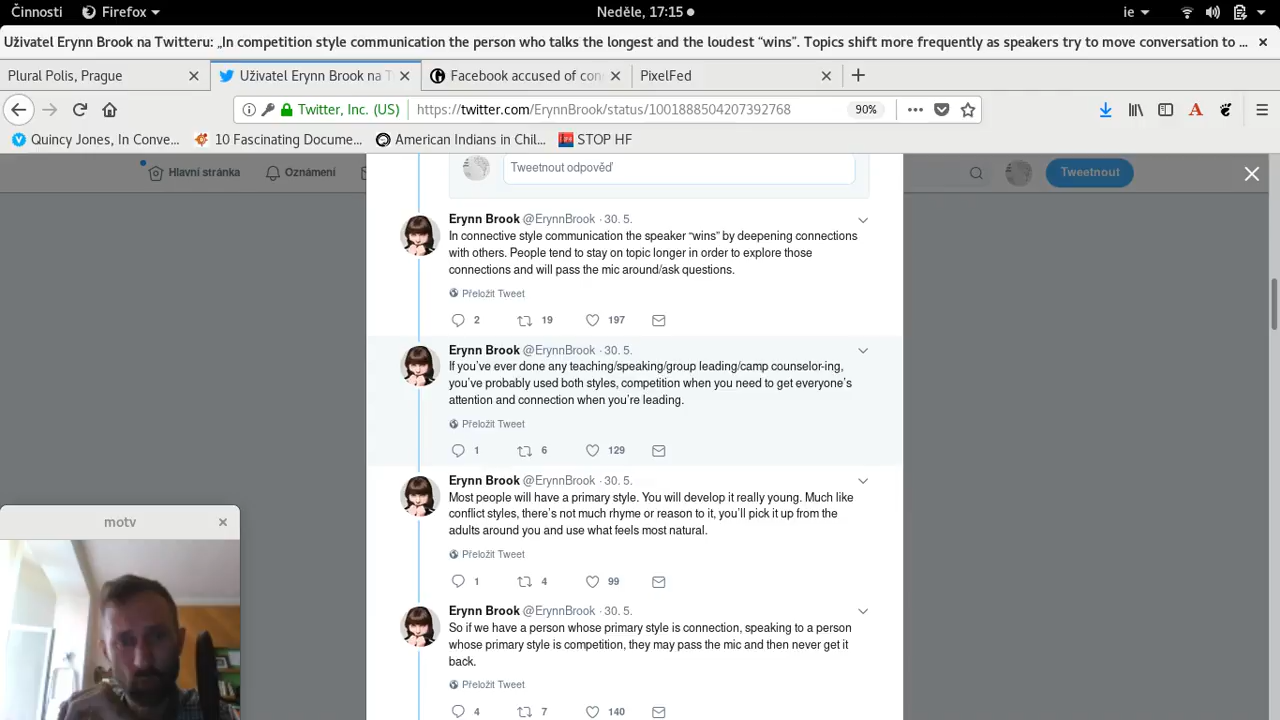 Činnosti Firefox Neděle, 17:15 ie
Uživatel Erynn Brook na Twitteru: „In competition style communication the person who talks the longest and the loudest “wins”. Topics shift more frequently as speakers try to move conversation to ...
Plural Polis, Prague Uživatel Erynn Brook na T Facebook accused of con PixelFed
Twitter, Inc. (US) https://twitter.com/ErynnBrook/status/1001888504207392768 90%
Quincy Jones, In Conve... 10 Fascinating Docume... American Indians in Chil... STOP HF
Hlavní stránka Oznámení Tweetnout
Tweetnout odpověď
Erynn Brook @ErynnBrook · 30. 5.
In connective style communication the speaker “wins” by deepening connections
with others. People tend to stay on topic longer in order to explore those
connections and will pass the mic around/ask questions.
Přeložit Tweet
2 19 197
Erynn Brook @ErynnBrook · 30. 5.
If you’ve ever done any teaching/speaking/group leading/camp counselor-ing,
you’ve probably used both styles, competition when you need to get everyone’s
attention and connection when you’re leading.
Přeložit Tweet
1 6 129
Erynn Brook @ErynnBrook · 30. 5.
Most people will have a primary style. You will develop it really young. Much like
conflict styles, there’s not much rhyme or reason to it, you’ll pick it up from the
adults around you and use what feels most natural.
Přeložit Tweet
1 4 99
Erynn Brook @ErynnBrook · 30. 5.
So if we have a person whose primary style is connection, speaking to a person
whose primary style is competition, they may pass the mic and then never get it
back.
Přeložit Tweet
4 7 140
motv